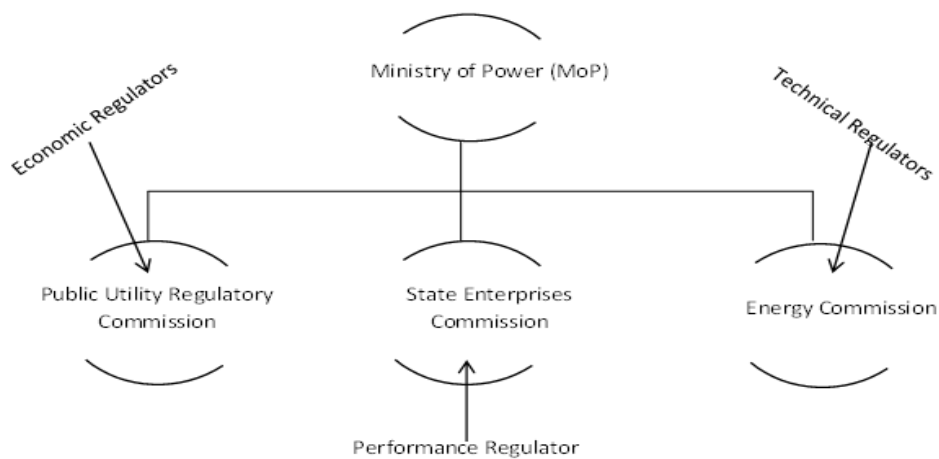 Ministry of Power (MoP)
Economic Regulators
Technical Regulators
Public Utility Regulatory
Commission
State Enterprises
Commission
Energy Commission
Performance Regulator